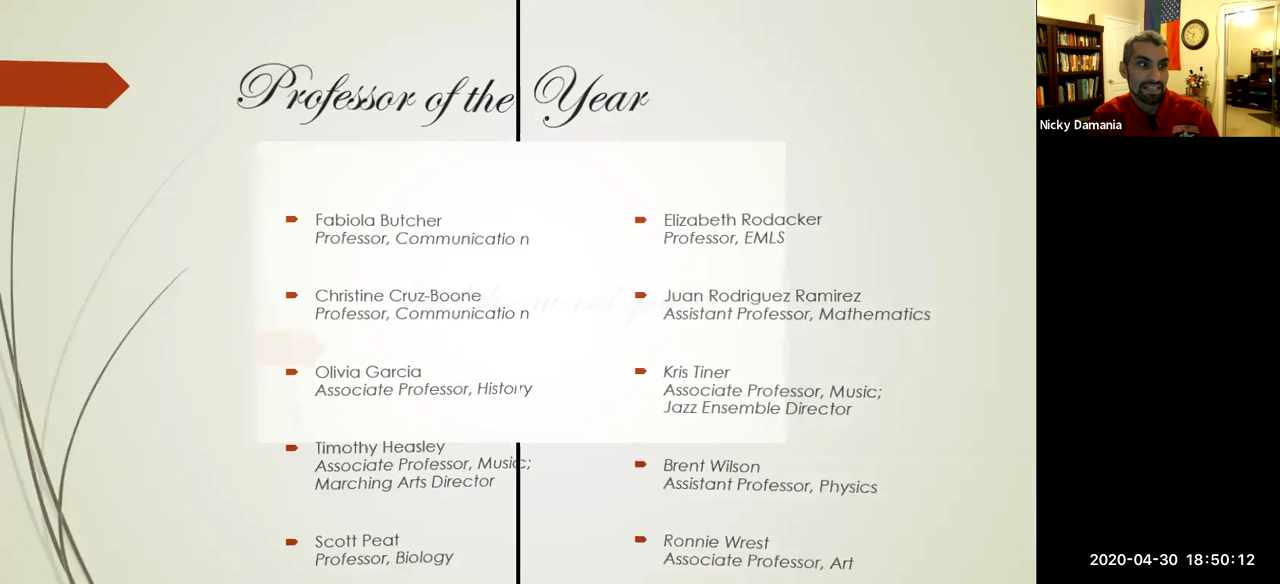 Professor of the Year
Fabiola Butcher
Professor, Communication
Christine Cruz-Boone
Professor, Communication
Olivia Garcia
Associate Professor, History
Timothy Heasley
Associate Professor, Music;
Marching Arts Director
Scott Peat
Professor, Biology
Elizabeth Rodacker
Professor, EMLS
Juan Rodriguez Ramirez
Assistant Professor, Mathematics
Kris Tiner
Associate Professor, Music;
Jazz Ensemble Director
Brent Wilson
Assistant Professor, Physics
Ronnie Wrest
Associate Professor, Art
Nicky Damania
2020-04-30 18:50:12